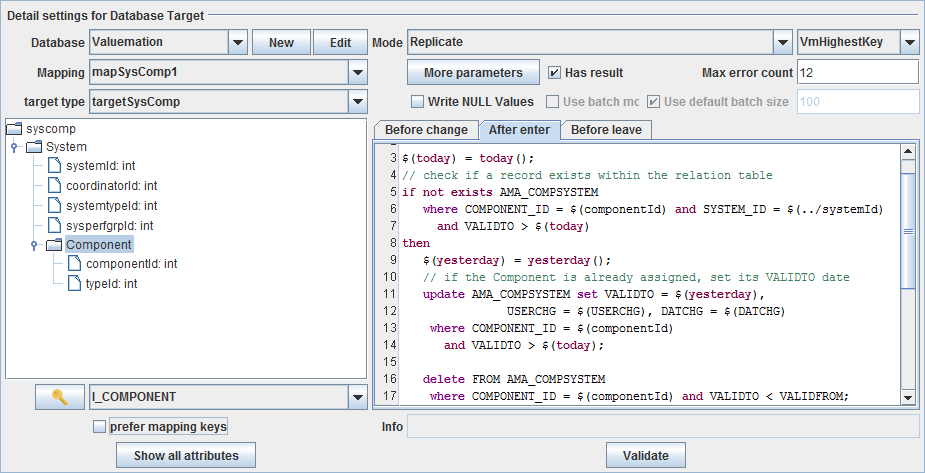 Detail settings for Database Target
Database Valuemation New Edit Mode Replicate VmHighestKey
Mapping mapSysComp1 More parameters Has result Max error count 12
target type targetSysComp Write NULL Values Use batch mo Use default batch size 100
syscomp
System
systemId: int
coordinatorId: int
systemtypeId: int
sysperfgrpId: int
Component
componentId: int
typeId: int
I_COMPONENT
prefer mapping keys
Show all attributes
Before change After enter Before leave
3 $(today) = today();
4 // check if a record exists within the relation table
5 if not exists AMA_COMPSYSTEM
6 where COMPONENT_ID = $(componentId) and SYSTEM_ID = $(../systemId)
7 and VALIDTO > $(today)
8 then
9 $(yesterday) = yesterday();
10 // if the Component is already assigned, set its VALIDTO date
11 update AMA_COMPSYSTEM set VALIDTO = $(yesterday),
12 USERCHG = $(USERCHG), DATCHG = $(DATCHG)
13 where COMPONENT_ID = $(componentId)
14 and VALIDTO > $(today);
15
16 delete FROM AMA_COMPSYSTEM
17 where COMPONENT_ID = $(componentId) and VALIDTO < VALIDFROM;
Info
Validate